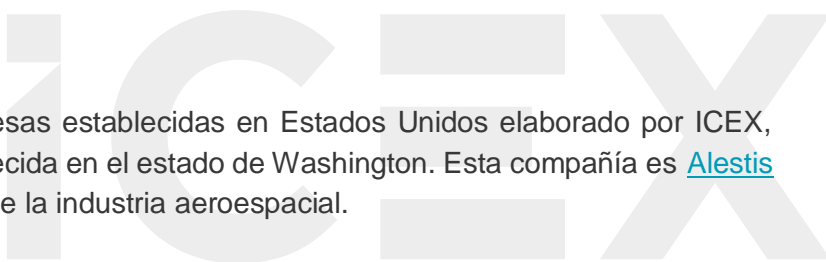 iCEX
esas establecidas en Estados Unidos elaborado por ICEX,
ecida en el estado de Washington. Esta compañía es Alestis
e la industria aeroespacial.